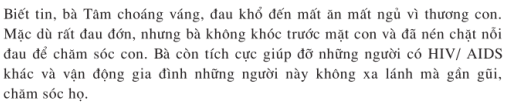 Biết tin, bà Tâm choáng váng, đau khổ đến mất ăn mất ngủ vì thương con.
Mặc dù rất đau đớn, nhưng bà không khóc trước mặt con và đã nén chặt nỗi
đau để chăm sóc con. Bà còn tích cực giúp đỡ những người có HIV/ AIDS
khác và vận động gia đình những người này không xa lánh mà gần gũi,
chăm sóc họ.